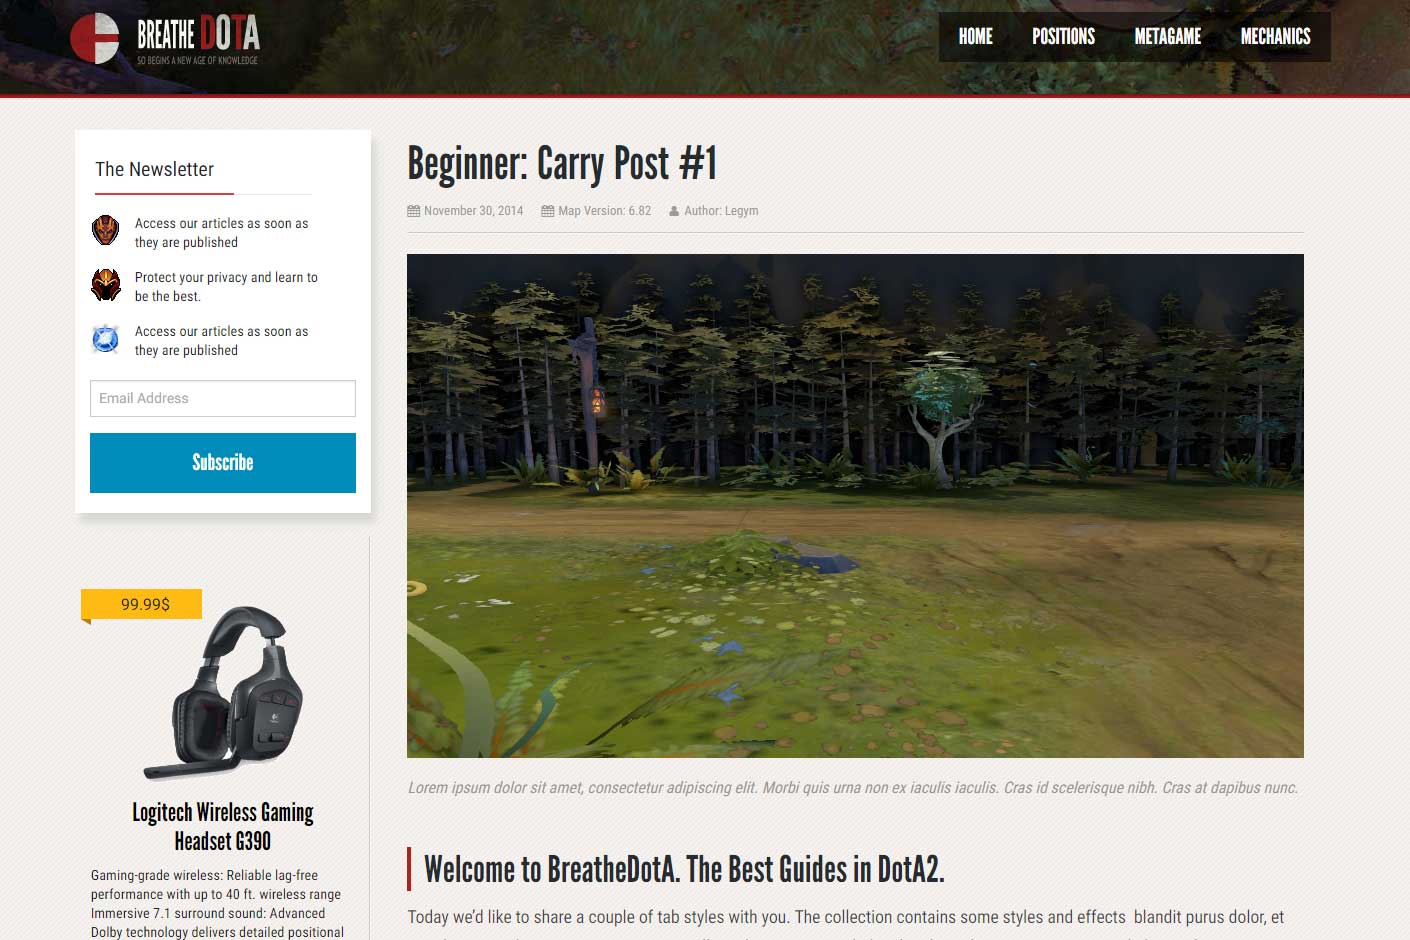 BREATHE DOTA
SO BEGINS A NEW AGE OF KNOWLEDGE
HOME POSITIONS METAGAME MECHANICS
The Newsletter
Access our articles as soon as
they are published
Protect your privacy and learn to
be the best.
Access our articles as soon as
they are published
Email Address
Subscribe
99.99$
Logitech Wireless Gaming
Headset G390
Gaming-grade wireless: Reliable lag-free
performance with up to 40 ft. wireless range
Immersive 7.1 surround sound: Advanced
Dolby technology delivers detailed positional
Beginner: Carry Post #1
November 30, 2014 Map Version: 6.82 Author: Legym
Lorem ipsum dolor sit amet, consectetur adipiscing elit. Morbi quis urna non ex iaculis iaculis. Cras id scelerisque nibh. Cras at dapibus nunc.
Welcome to BreatheDotA. The Best Guides in DotA2.
Today we'd like to share a couple of tab styles with you. The collection contains some styles and effects blandit purus dolor, et